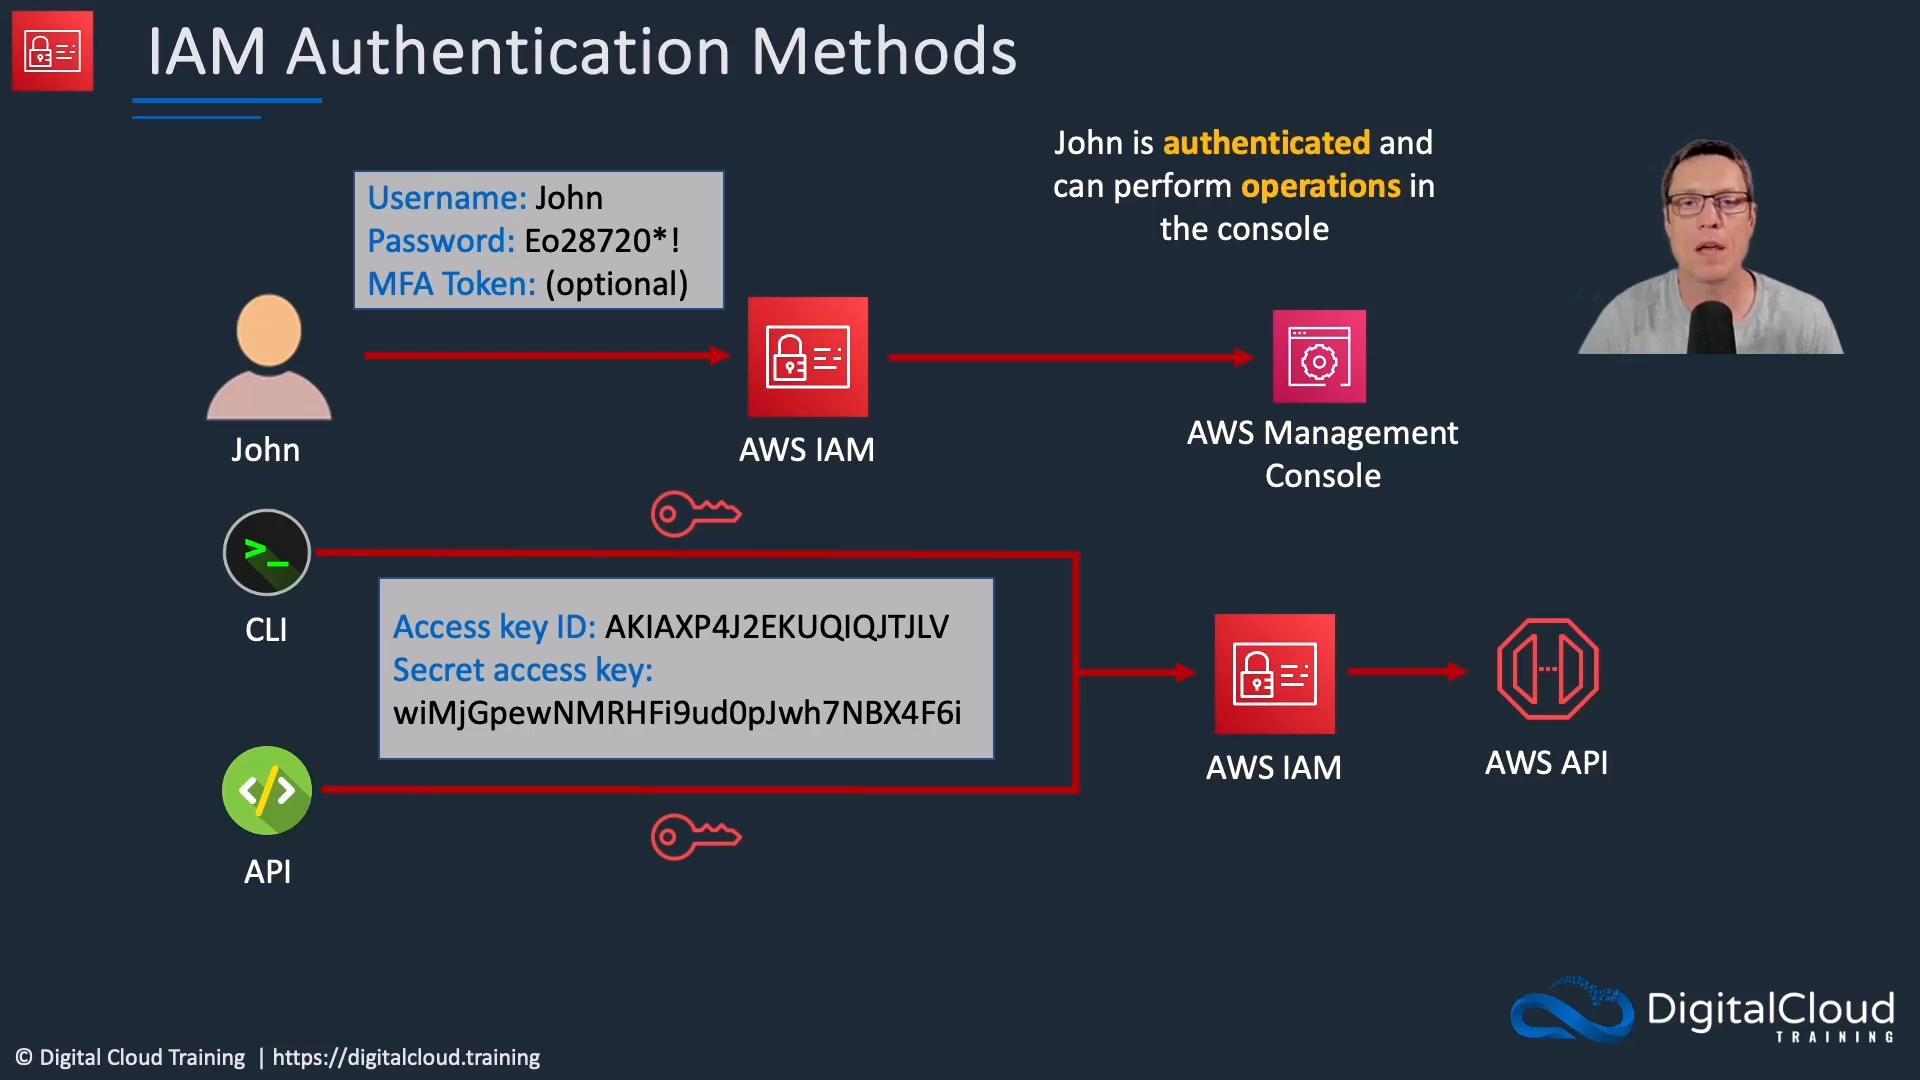 IAM Authentication Methods
John is authenticated and
can perform operations in
the console
Username: John
Password: Eo28720*!
MFA Token: (optional)
John
AWS IAM
AWS Management
Console
>_
CLI
Access key ID: AKIAXP4J2EKUQIQJTJLV
Secret access key:
wiMjGpewNMRHFi9ud0pJwh7NBX4F6i
AWS IAM
AWS API
</>
API
DigitalCloud
TRAINING
© Digital Cloud Training | https://digitalcloud.training